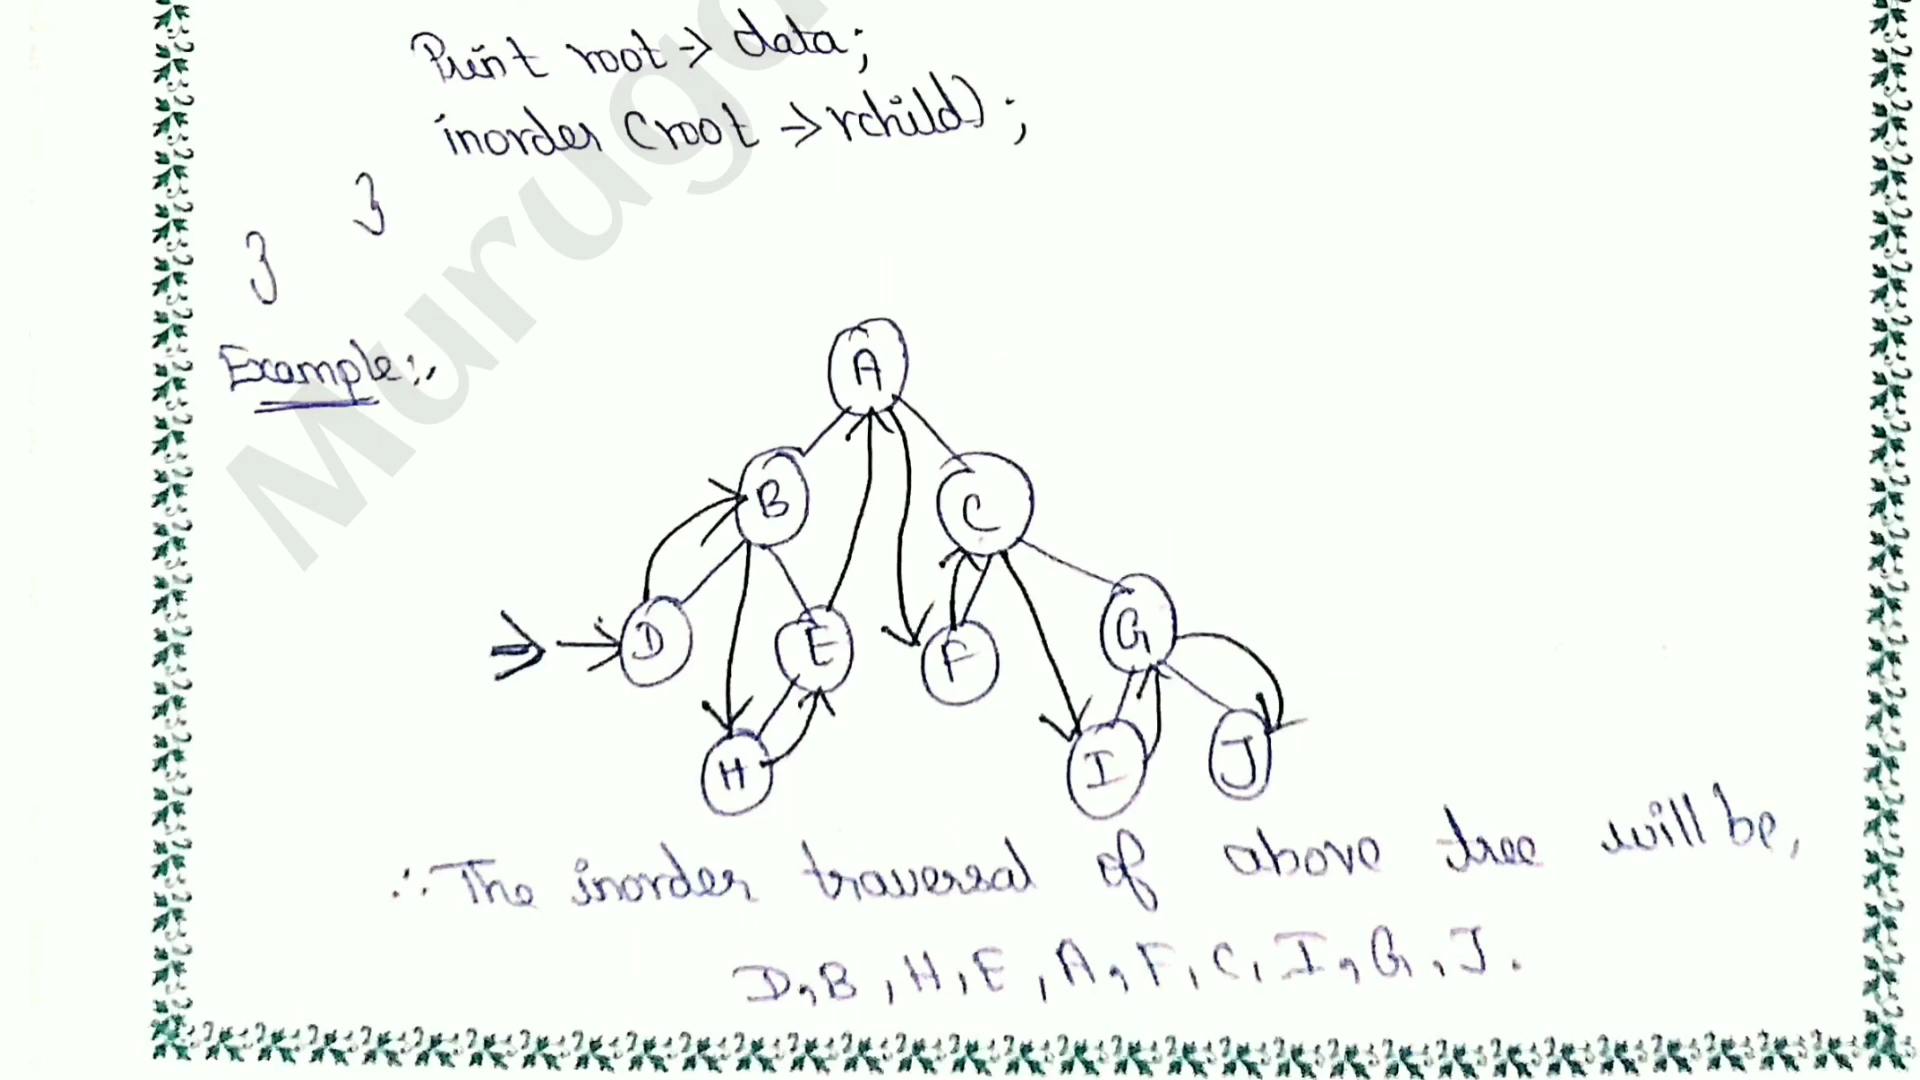 Print root -> data;
inorder (root -> rchild);
}
}
Example:-
A
B
C
D
E
F
G
H
I
J
∴ The inorder traversal of above tree will be,
D, B, H, E, A, F, C, I, G, J.